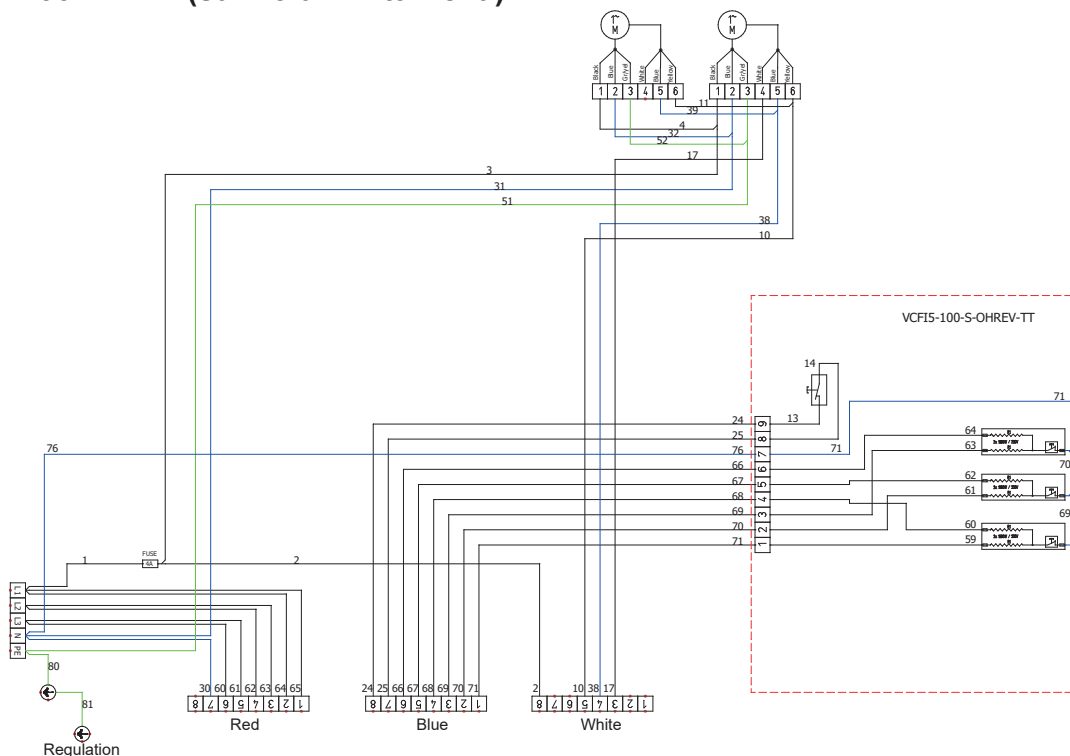 1~
M
1~
M
Black
Blue
Gr/yel
White
Blue
Yellow
Black
Blue
Gr/yel
White
Blue
Yellow
1 2 3 4 5 6
1 2 3 4 5 6
11
39
4
32
52
17
3
31
51
38
10
VCFI5-100-S-OHREV-TT
14
71
24 9 13
25 8
76 76 7 71
66 6
67 5
68 4
69 3
70 2
71 1
64
63
70
62
61
69
60
59
1
FUSE
6A
2
L1
L2
L3
N
PE
80
81
Regulation
30 60 61 62 63 64 65
8 7 6 5 4 3 2 1
Red
24 25 66 67 68 69 70 71
8 7 6 5 4 3 2 1
Blue
2 10 38 17
8 7 6 5 4 3 2 1
White